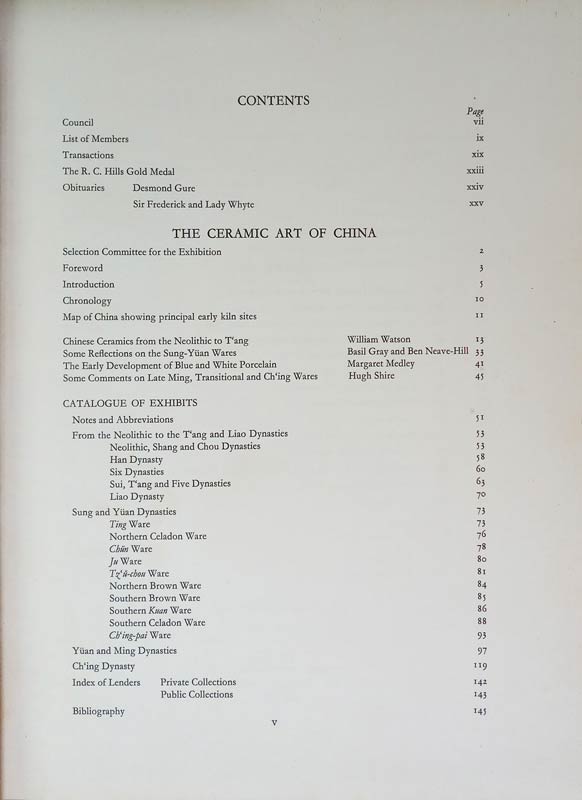 CONTENTS
Page
Council vii
List of Members ix
Transactions xix
The R. C. Hills Gold Medal xxiii
Obituaries Desmond Gure xxiv
Sir Frederick and Lady Whyte xxv
THE CERAMIC ART OF CHINA
Selection Committee for the Exhibition 2
Foreword 3
Introduction 5
Chronology 10
Map of China showing principal early kiln sites 11
Chinese Ceramics from the Neolithic to T‘ang William Watson 13
Some Reflections on the Sung-Yüan Wares Basil Gray and Ben Neave-Hill 33
The Early Development of Blue and White Porcelain Margaret Medley 41
Some Comments on Late Ming, Transitional and Ch‘ing Wares Hugh Shire 45
CATALOGUE OF EXHIBITS
Notes and Abbreviations 51
From the Neolithic to the T‘ang and Liao Dynasties 53
Neolithic, Shang and Chou Dynasties 53
Han Dynasty 58
Six Dynasties 60
Sui, T‘ang and Five Dynasties 63
Liao Dynasty 70
Sung and Yüan Dynasties 73
Ting Ware 73
Northern Celadon Ware 76
Chün Ware 78
Ju Ware 80
Tz‘ŭ-chou Ware 81
Northern Brown Ware 84
Southern Brown Ware 85
Southern Kuan Ware 86
Southern Celadon Ware 88
Ch‘ing-pai Ware 93
Yüan and Ming Dynasties 97
Ch‘ing Dynasty 119
Index of Lenders Private Collections 142
Public Collections 143
Bibliography 145
V